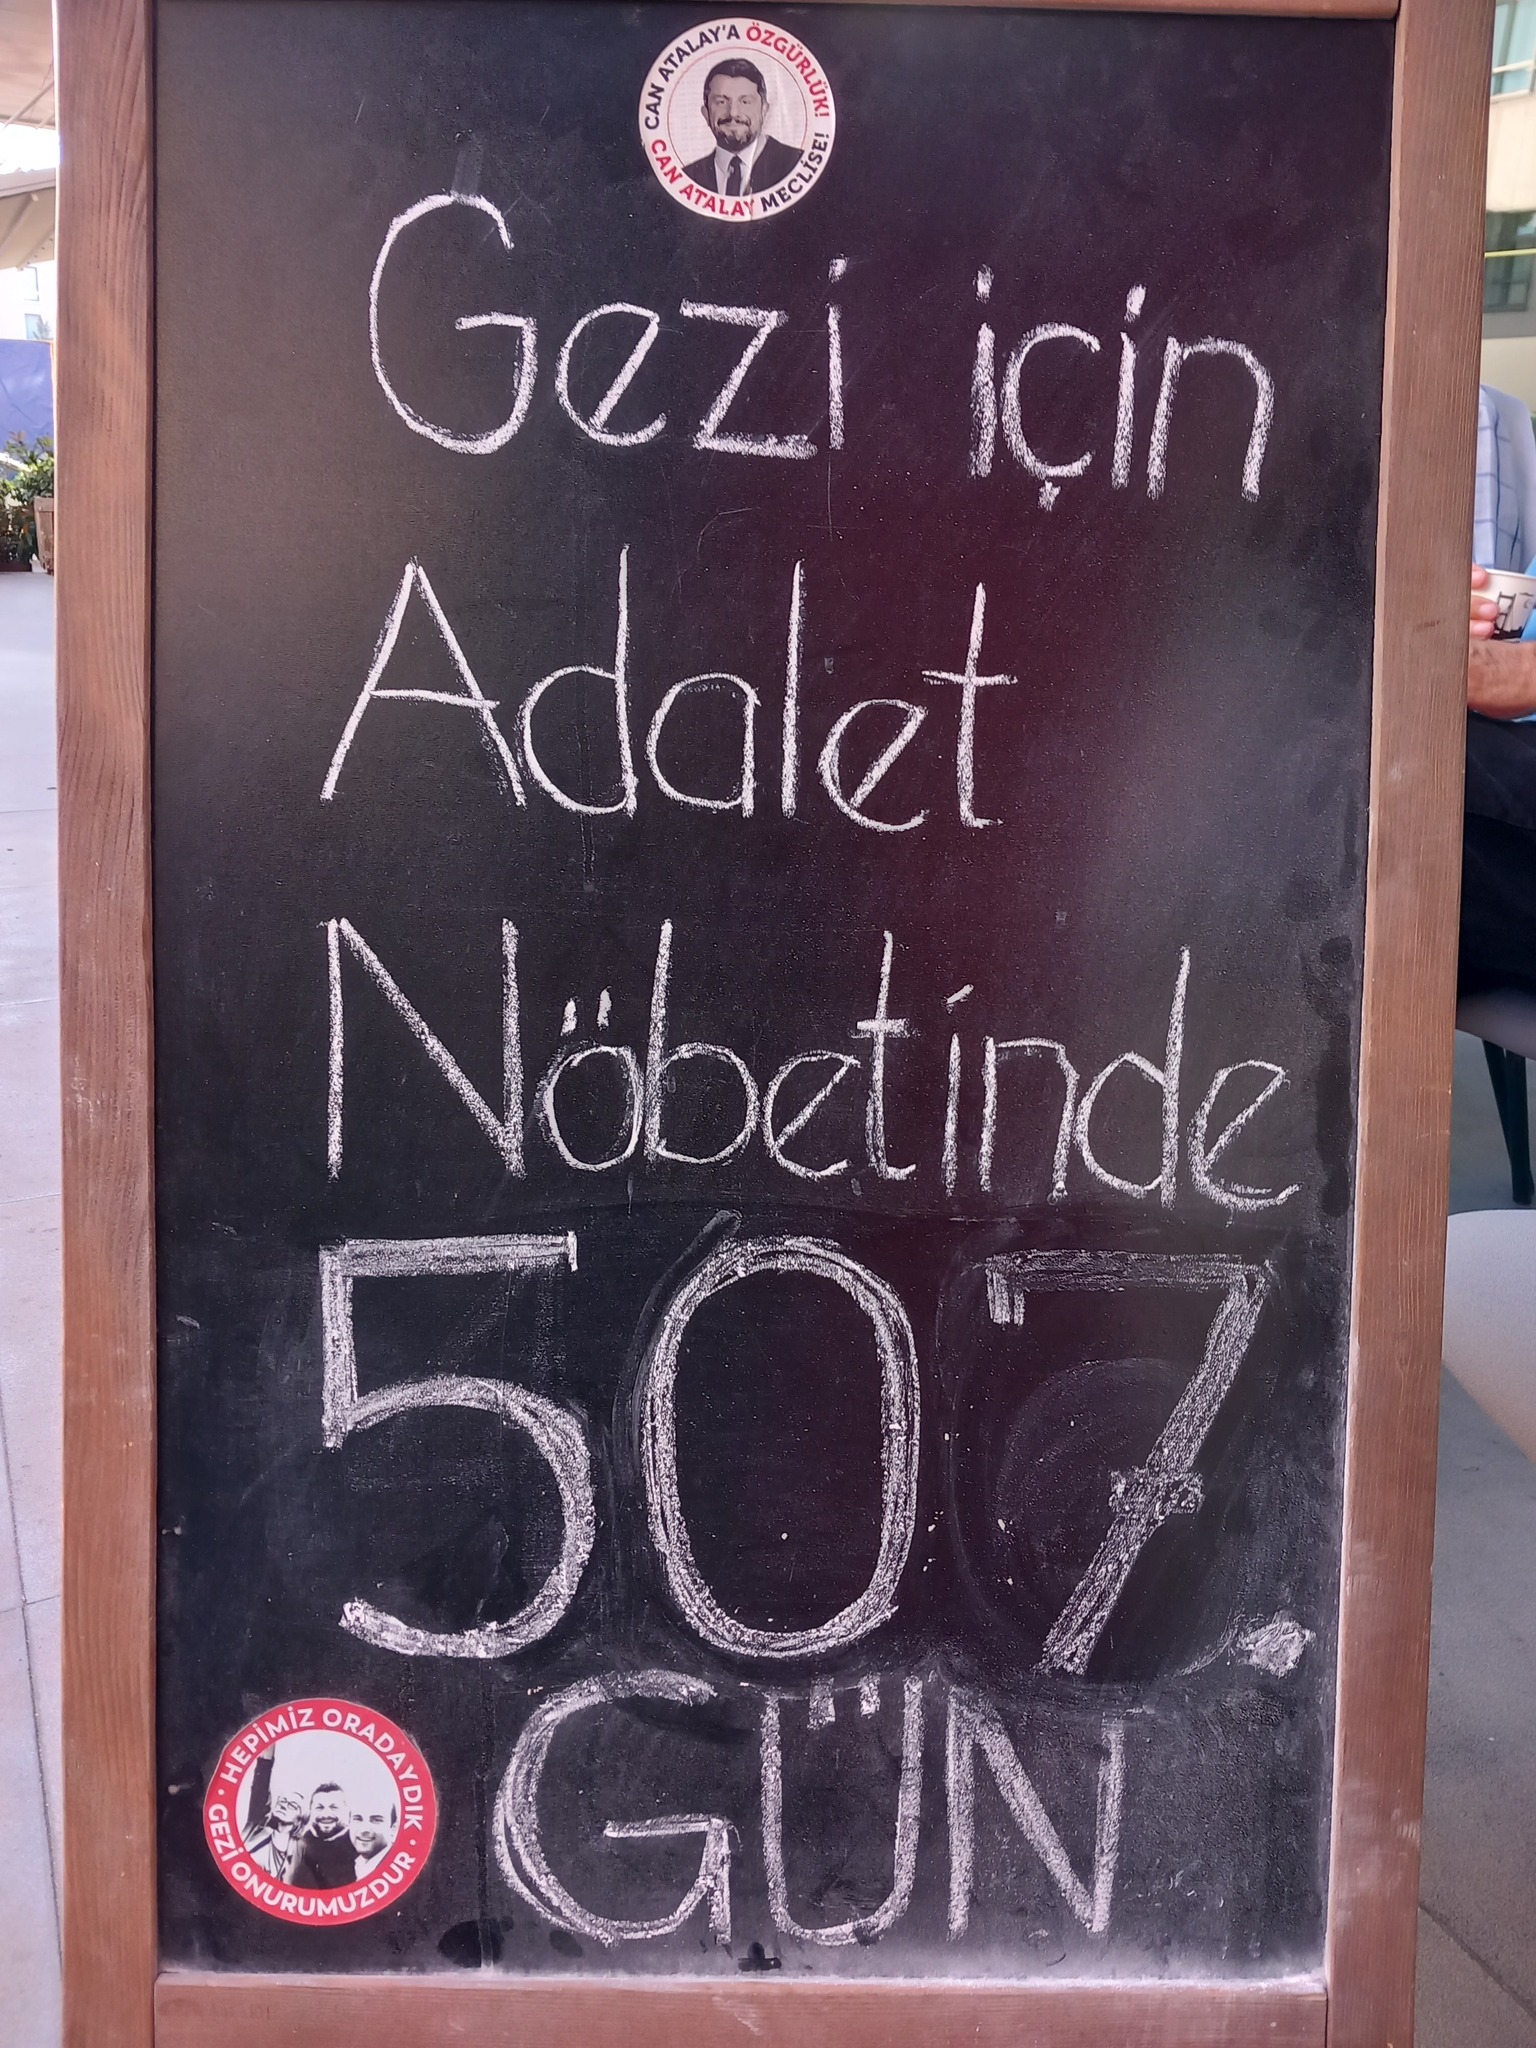 CAN ATALAY'A ÖZGÜRLÜK!
CAN ATALAY MECLİSE!
Gezi için
Adalet
Nöbetinde
507.
GÜN
HEPİMİZ ORADAYDIK
GEZİ ONURUMUZDUR